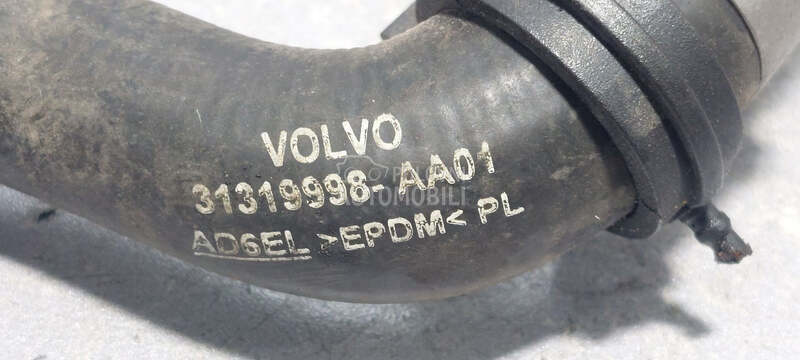 VOLVO
31319998-AA01
AD6EL >EPDM< PL